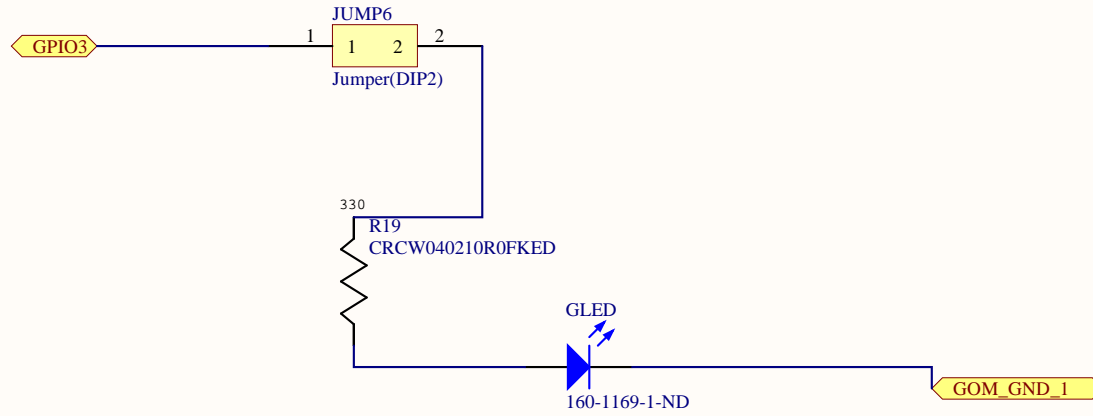 JUMP6
GPIO3
1
1
2
2
Jumper(DIP2)
330
R19
CRCW040210R0FKED
GLED
GOM_GND_1
160-1169-1-ND